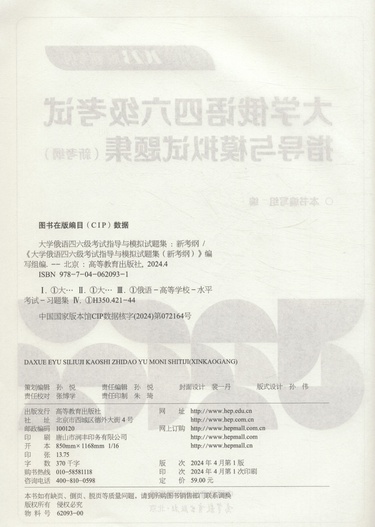 大学俄语四六级考试
指导与模拟试题集（新考纲）
○ 本书编写组 编
图书在版编目（CIP）数据
大学俄语四六级考试指导与模拟试题集：新考纲 /
《大学俄语四六级考试指导与模拟试题集（新考纲）》编
写组编. -- 北京：高等教育出版社, 2024.4
ISBN 978-7-04-062093-1
Ⅰ. ①大… Ⅱ. ①大… Ⅲ. ①俄语－高等学校－水平
考试－习题集 Ⅳ. ①H350.421-44
中国国家版本馆CIP数据核字(2024)第072164号
DAXUE EYU SILIUJI KAOSHI ZHIDAO YU MONI SHITIJI(XINKAOGANG)
策划编辑 孙 悦 责任编辑 孙 悦 封面设计 黄一丹 版式设计 孙 伟
责任校对 张博学 责任印制 朱 琦
出版发行 高等教育出版社 网 址 http://www.hep.edu.cn
社 址 北京市西城区德外大街4号 http://www.hep.com.cn
邮政编码 100120 网上订购 http://www.hepmall.com.cn
印 刷 唐山市润丰印务有限公司 http://www.hepmall.com
开 本 850mm×1168mm 1/16 http://www.hepmall.cn
印 张 13.75
字 数 370 千字 版 次 2024 年 4 月第 1 版
购书热线 010-58581118 印 次 2024 年 4 月第 1 次印刷
咨询电话 400-810-0598 定 价 59.00 元
本书如有缺页、倒页、脱页等质量问题，请到所购图书销售部门联系调换
版权所有 侵权必究
物 料 号 62093-00